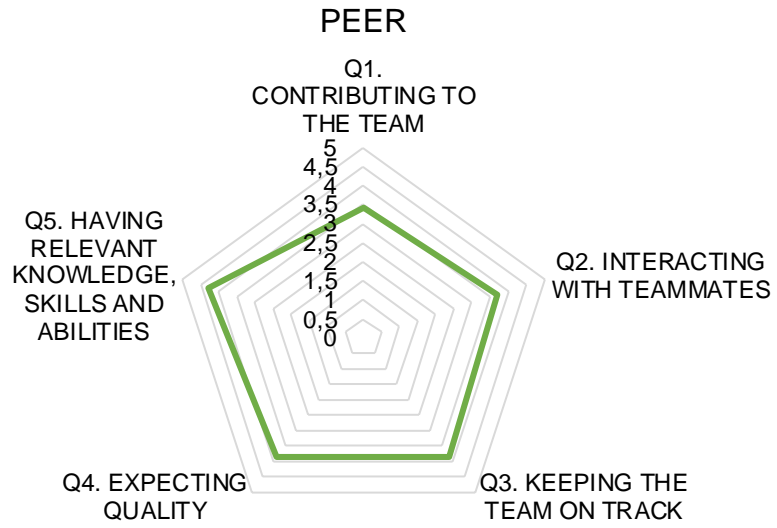 PEER
Q1.
CONTRIBUTING TO
THE TEAM
5
4,5
4
3,5
3
2,5
2
1,5
1
0,5
0
Q2. INTERACTING
WITH TEAMMATES
Q3. KEEPING THE
TEAM ON TRACK
Q4. EXPECTING
QUALITY
Q5. HAVING
RELEVANT
KNOWLEDGE,
SKILLS AND
ABILITIES